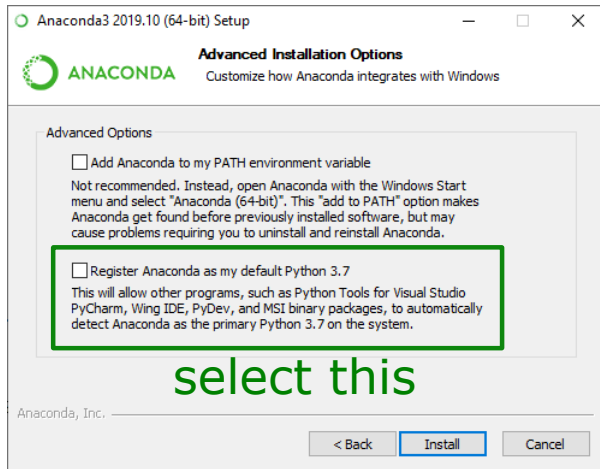 Anaconda3 2019.10 (64-bit) Setup
ANACONDA
Advanced Installation Options
Customize how Anaconda integrates with Windows
Advanced Options
Add Anaconda to my PATH environment variable
Not recommended. Instead, open Anaconda with the Windows Start
menu and select "Anaconda (64-bit)". This "add to PATH" option makes
Anaconda get found before previously installed software, but may
cause problems requiring you to uninstall and reinstall Anaconda.
Register Anaconda as my default Python 3.7
This will allow other programs, such as Python Tools for Visual Studio
PyCharm, Wing IDE, PyDev, and MSI binary packages, to automatically
detect Anaconda as the primary Python 3.7 on the system.
select this
Anaconda, Inc.
< Back Install Cancel